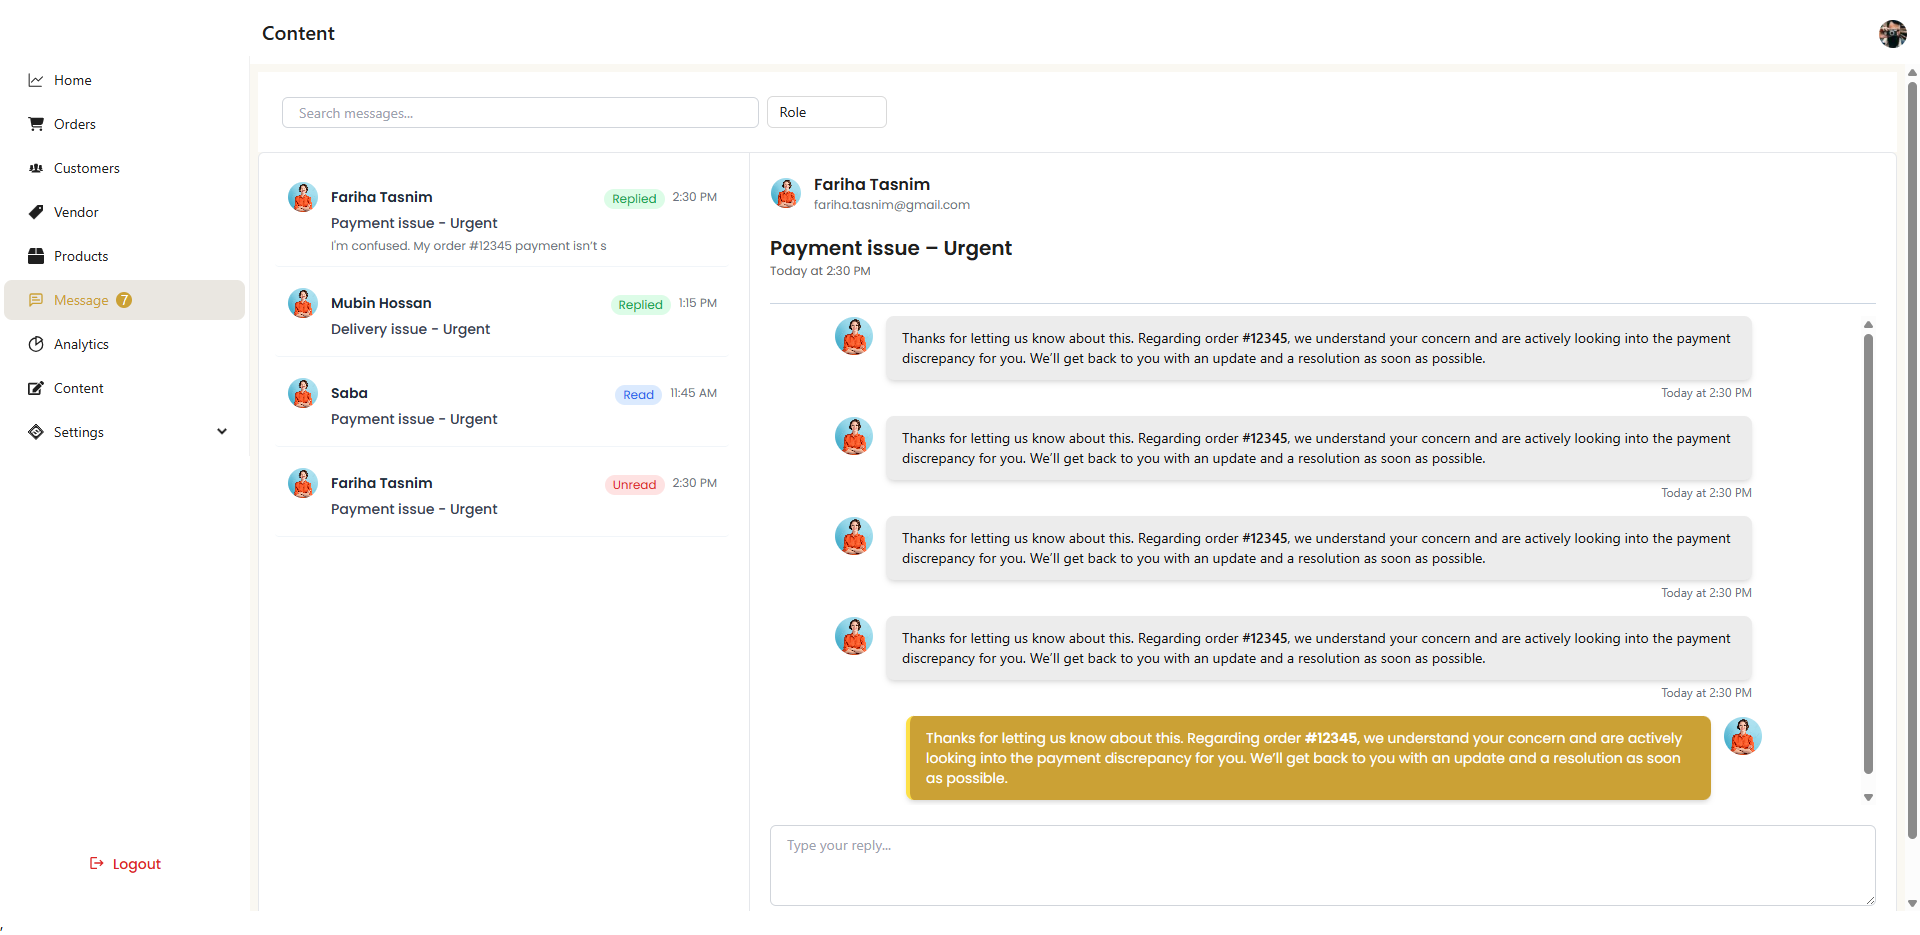 Content
Home
Orders
Customers
Vendor
Products
Message 7
Analytics
Content
Settings
Logout
Search messages...
Role
Fariha Tasnim Replied 2:30 PM
Payment issue - Urgent
I'm confused. My order #12345 payment isn't s
Mubin Hossan Replied 1:15 PM
Delivery issue - Urgent
Saba Read 11:45 AM
Payment issue - Urgent
Fariha Tasnim Unread 2:30 PM
Payment issue - Urgent
Fariha Tasnim
fariha.tasnim@gmail.com
Payment issue – Urgent
Today at 2:30 PM
Thanks for letting us know about this. Regarding order #12345, we understand your concern and are actively looking into the payment
discrepancy for you. We’ll get back to you with an update and a resolution as soon as possible.
Today at 2:30 PM
Thanks for letting us know about this. Regarding order #12345, we understand your concern and are actively looking into the payment
discrepancy for you. We’ll get back to you with an update and a resolution as soon as possible.
Today at 2:30 PM
Thanks for letting us know about this. Regarding order #12345, we understand your concern and are actively looking into the payment
discrepancy for you. We’ll get back to you with an update and a resolution as soon as possible.
Today at 2:30 PM
Thanks for letting us know about this. Regarding order #12345, we understand your concern and are actively looking into the payment
discrepancy for you. We’ll get back to you with an update and a resolution as soon as possible.
Today at 2:30 PM
Thanks for letting us know about this. Regarding order #12345, we understand your concern and are actively
looking into the payment discrepancy for you. We’ll get back to you with an update and a resolution as soon
as possible.
Type your reply...
,